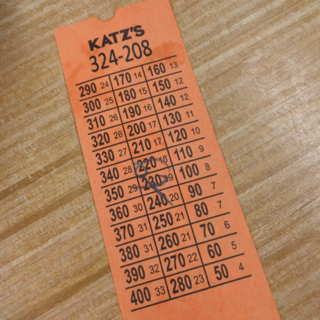 KATZ'S
324-208
290 24 170 14 160 13
300 25 180 15 150 12
310 26 190 16 140 12
320 26 200 17 130 11
330 27 210 17 120 10
340 28 220 18 110 9
350 29 230 19 100 8
360 30 240 20 90 7
370 31 250 21 80 7
380 31 260 21 70 6
390 32 270 22 60 5
400 33 280 23 50 4